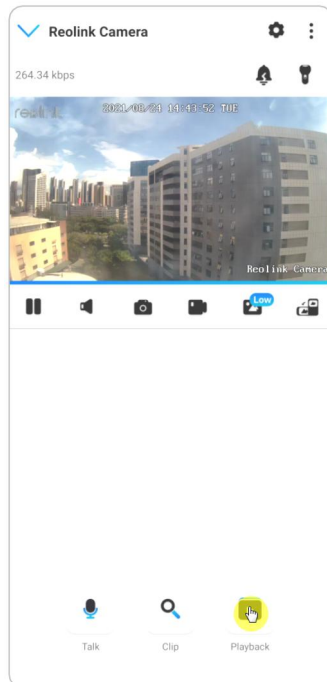 Reolink Camera
264.34 kbps
reolink
2021/08/24 14:43:52 TUE
Reolink Camera
Low
Talk
Clip
Playback